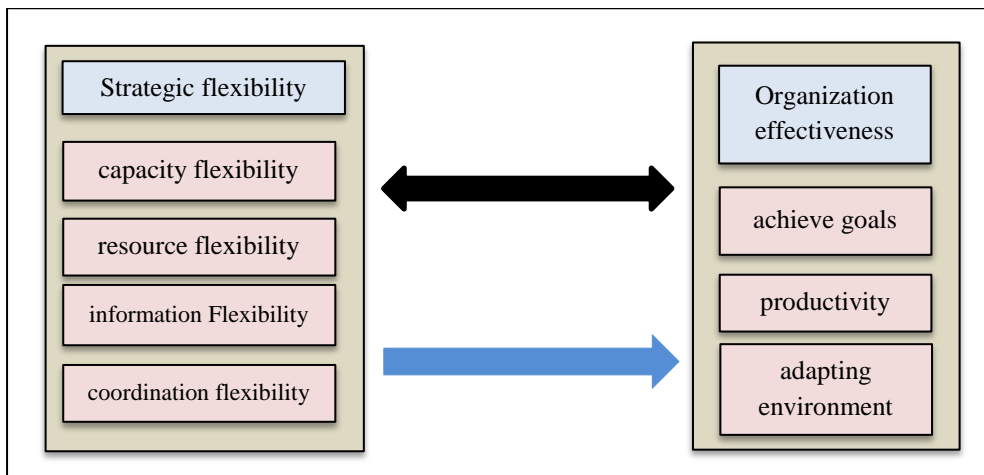 Strategic flexibility
capacity flexibility
resource flexibility
information Flexibility
coordination flexibility
Organization
effectiveness
achieve goals
productivity
adapting
environment